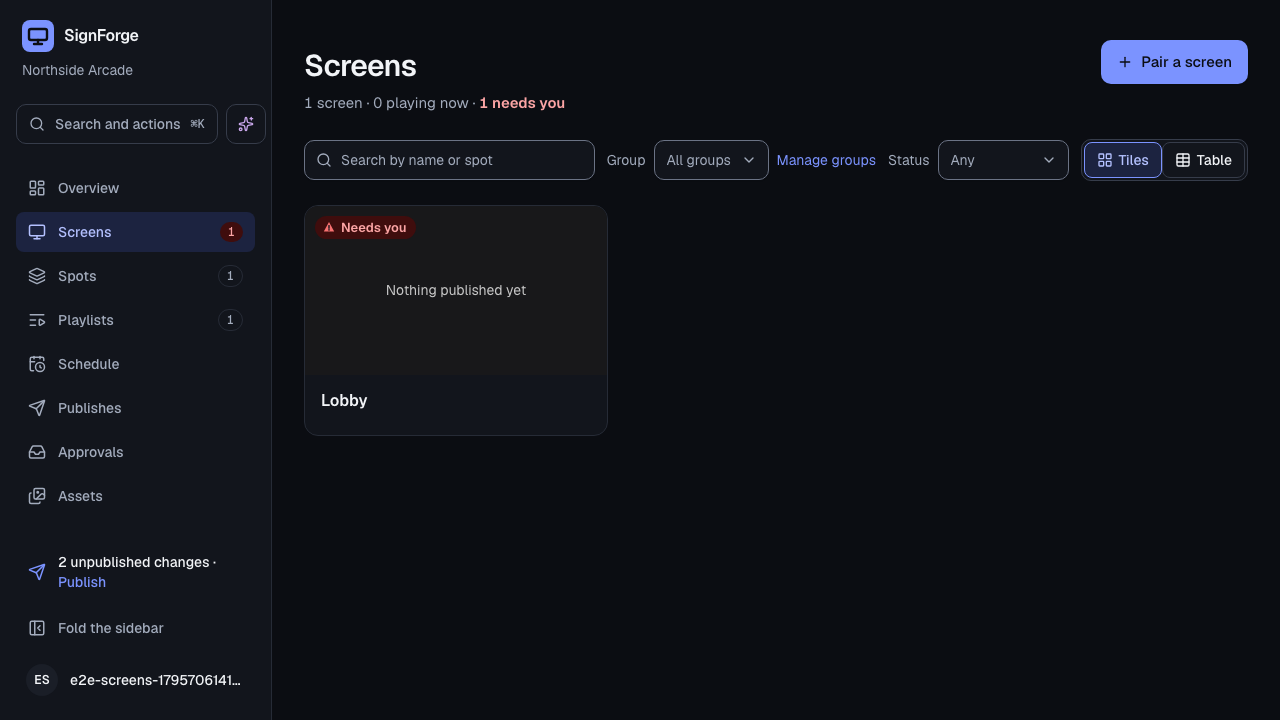 SignForge
Northside Arcade
Search and actions ⌘K
Overview
Screens 1
Spots 1
Playlists 1
Schedule
Publishes
Approvals
Assets
2 unpublished changes ·
Publish
Fold the sidebar
ES e2e-screens-1795706141…
Screens
Pair a screen
1 screen · 0 playing now · 1 needs you
Search by name or spot Group All groups Manage groups Status Any Tiles Table
Needs you
Nothing published yet
Lobby